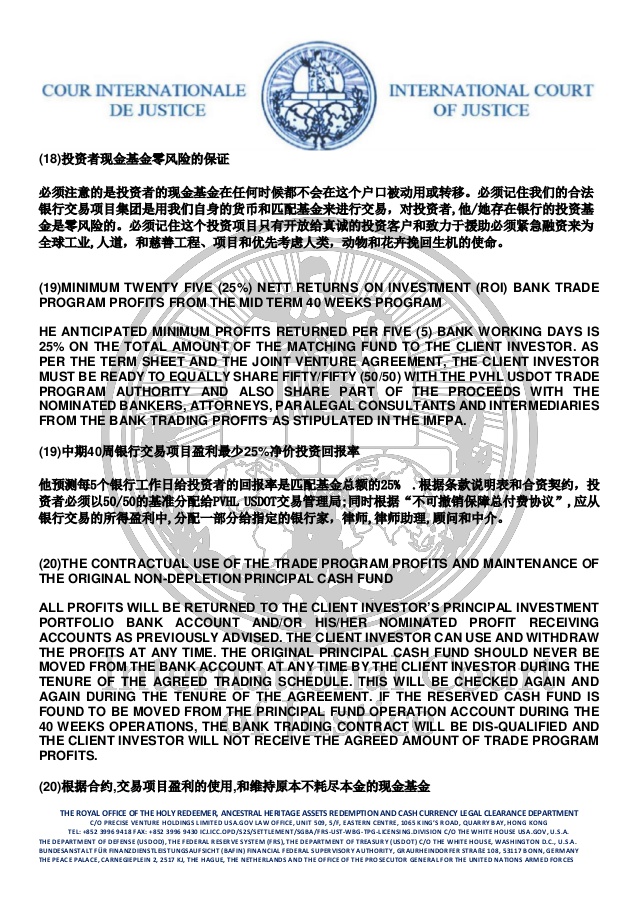 COUR INTERNATIONALE
DE JUSTICE
INTERNATIONAL COURT
OF JUSTICE
(18)投资者现金基金零风险的保证
必须注意的是投资者的现金基金在任何时候都不会在这个户口被动用或转移。必须记住我们的合法
银行交易项目集团是用我们自身的货币和匹配基金来进行交易，对投资者,他/她存在银行的投资基
金是零风险的。必须记住这个投资项目只有开放给真诚的投资客户和致力于援助必须紧急融资来为
全球工业,人道，和慈善工程、项目和优先考虑人类，动物和花卉挽回生机的使命。
(19)MINIMUM TWENTY FIVE (25%) NETT RETURNS ON INVESTMENT (ROI) BANK TRADE
PROGRAM PROFITS FROM THE MID TERM 40 WEEKS PROGRAM
HE ANTICIPATED MINIMUM PROFITS RETURNED PER FIVE (5) BANK WORKING DAYS IS
25% ON THE TOTAL AMOUNT OF THE MATCHING FUND TO THE CLIENT INVESTOR. AS
PER THE TERM SHEET AND THE JOINT VENTURE AGREEMENT, THE CLIENT INVESTOR
MUST BE READY TO EQUALLY SHARE FIFTY/FIFTY (50/50) WITH THE PVHL USDOT TRADE
PROGRAM AUTHORITY AND ALSO SHARE PART OF THE PROCEEDS WITH THE
NOMINATED BANKERS, ATTORNEYS, PARALEGAL CONSULTANTS AND INTERMEDIARIES
FROM THE BANK TRADING PROFITS AS STIPULATED IN THE IMFPA.
(19)中期40周银行交易项目盈利最少25%净价投资回报率
他预测每5个银行工作日给投资者的回报率是匹配基金总额的25% .根据条款说明表和合资契约，投
资者必须以50/50的基准分配给PVHL USDOT交易管理局;同时根据“不可撤销保障总付费协议”,应从
银行交易的所得盈利中,分配一部分给指定的银行家，律师,律师助理,顾问和中介。
(20)THE CONTRACTUAL USE OF THE TRADE PROGRAM PROFITS AND MAINTENANCE OF
THE ORIGINAL NON-DEPLETION PRINCIPAL CASH FUND
ALL PROFITS WILL BE RETURNED TO THE CLIENT INVESTOR'S PRINCIPAL INVESTMENT
PORTFOLIO BANK ACCOUNT AND/OR HIS/HER NOMINATED PROFIT RECEIVING
ACCOUNTS AS PREVIOUSLY ADVISED. THE CLIENT INVESTOR CAN USE AND WITHDRAW
THE PROFITS AT ANY TIME. THE ORIGINAL PRINCIPAL CASH FUND SHOULD NEVER BE
MOVED FROM THE BANK ACCOUNT AT ANY TIME BY THE CLIENT INVESTOR DURING THE
TENURE OF THE AGREED TRADING SCHEDULE. THIS WILL BE CHECKED AGAIN AND
AGAIN DURING THE TENURE OF THE AGREEMENT. IF THE RESERVED CASH FUND IS
FOUND TO BE MOVED FROM THE PRINCIPAL FUND OPERATION ACCOUNT DURING THE
40 WEEKS OPERATIONS, THE BANK TRADING CONTRACT WILL BE DIS-QUALIFIED AND
THE CLIENT INVESTOR WILL NOT RECEIVE THE AGREED AMOUNT OF TRADE PROGRAM
PROFITS.
International Court
of Justice
(20)根据合约,交易项目盈利的使用,和维持原本不耗尽本金的现金基金
THE ROYAL OFFICE OF THE HOLY REDEEMER, ANCESTRAL HERITAGE ASSETS REDEMPTION AND CASH CURRENCY LEGAL CLEARANCE DEPARTMENT
C/O PRECISE VENTURE HOLDINGS LIMITED USA.GOV LAW OFFICE, UNIT 509, 5/F, EASTERN CENTRE, 1065 KING'S ROAD, QUARRY BAY, HONG KONG
TEL: +852 3996 9418 FAX: +852 3996 9430 ICJ.ICC.OPD/S2S/SETTLEMENT/SGBA/FRS-UST-WBG-TPG-LICENSING.DIVISION C/O THE WHITE HOUSE USA.GOV, U.S.A.
THE DEPARTMENT OF DEFENSE (USDOD), THE FEDERAL RESERVE SYSTEM (FRS), THE DEPARTMENT OF TREASURY (USDOT) C/O THE WHITE HOUSE, WASHINGTON D.C., U.S.A.
BUNDESANSTALT FÜR FINANZDIENSTLEISTUNGSAUFSICHT (BAFIN) FINANCIAL FEDERAL SUPERVISORY AUTHORITY, GRAURHEINDORFER STRAßE 108, 53117 BONN, GERMANY
THE PEACE PALACE, CARNEGIEPLEIN 2, 2517 KJ, THE HAGUE, THE NETHERLANDS AND THE OFFICE OF THE PROSECUTOR GENERAL FOR THE UNITED NATIONS ARMED FORCES